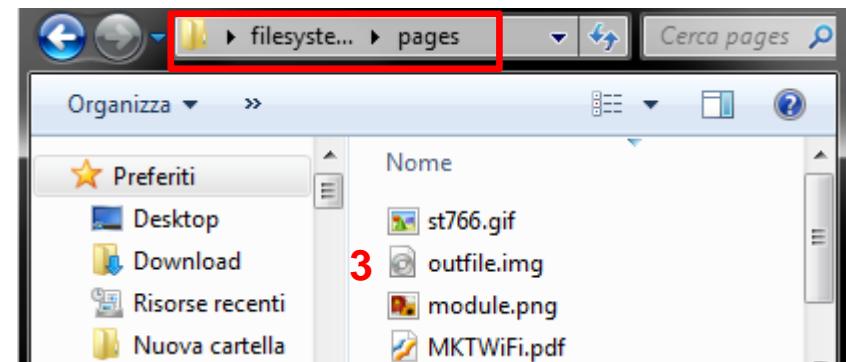 filesyste... pages Cerca pages
Organizza »
Preferiti
Desktop
Download
Risorse recenti
Nuova cartella
Nome
st766.gif
3 outfile.img
module.png
MKTWiFi.pdf